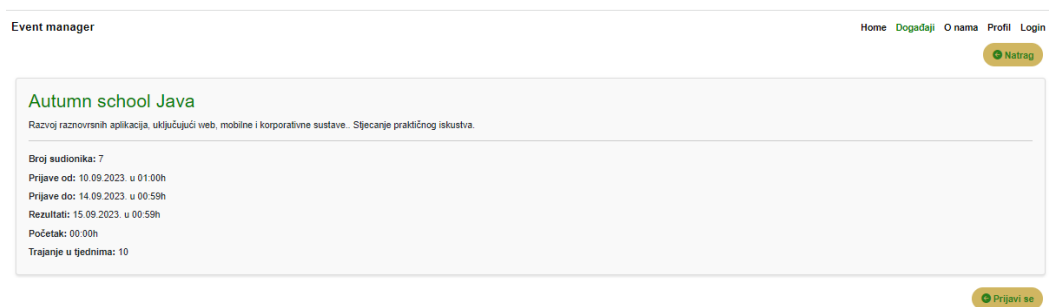 Event manager
Home Događaji O nama Profil Login
Natrag
Autumn school Java
Razvoj raznovrsnih aplikacija, uključujući web, mobilne i korporativne sustave.. Stjecanje praktičnog iskustva.
Broj sudionika: 7
Prijave od: 10.09.2023. u 01:00h
Prijave do: 14.09.2023. u 00:59h
Rezultati: 15.09.2023. u 00:59h
Početak: 00:00h
Trajanje u tjednima: 10
Prijavi se